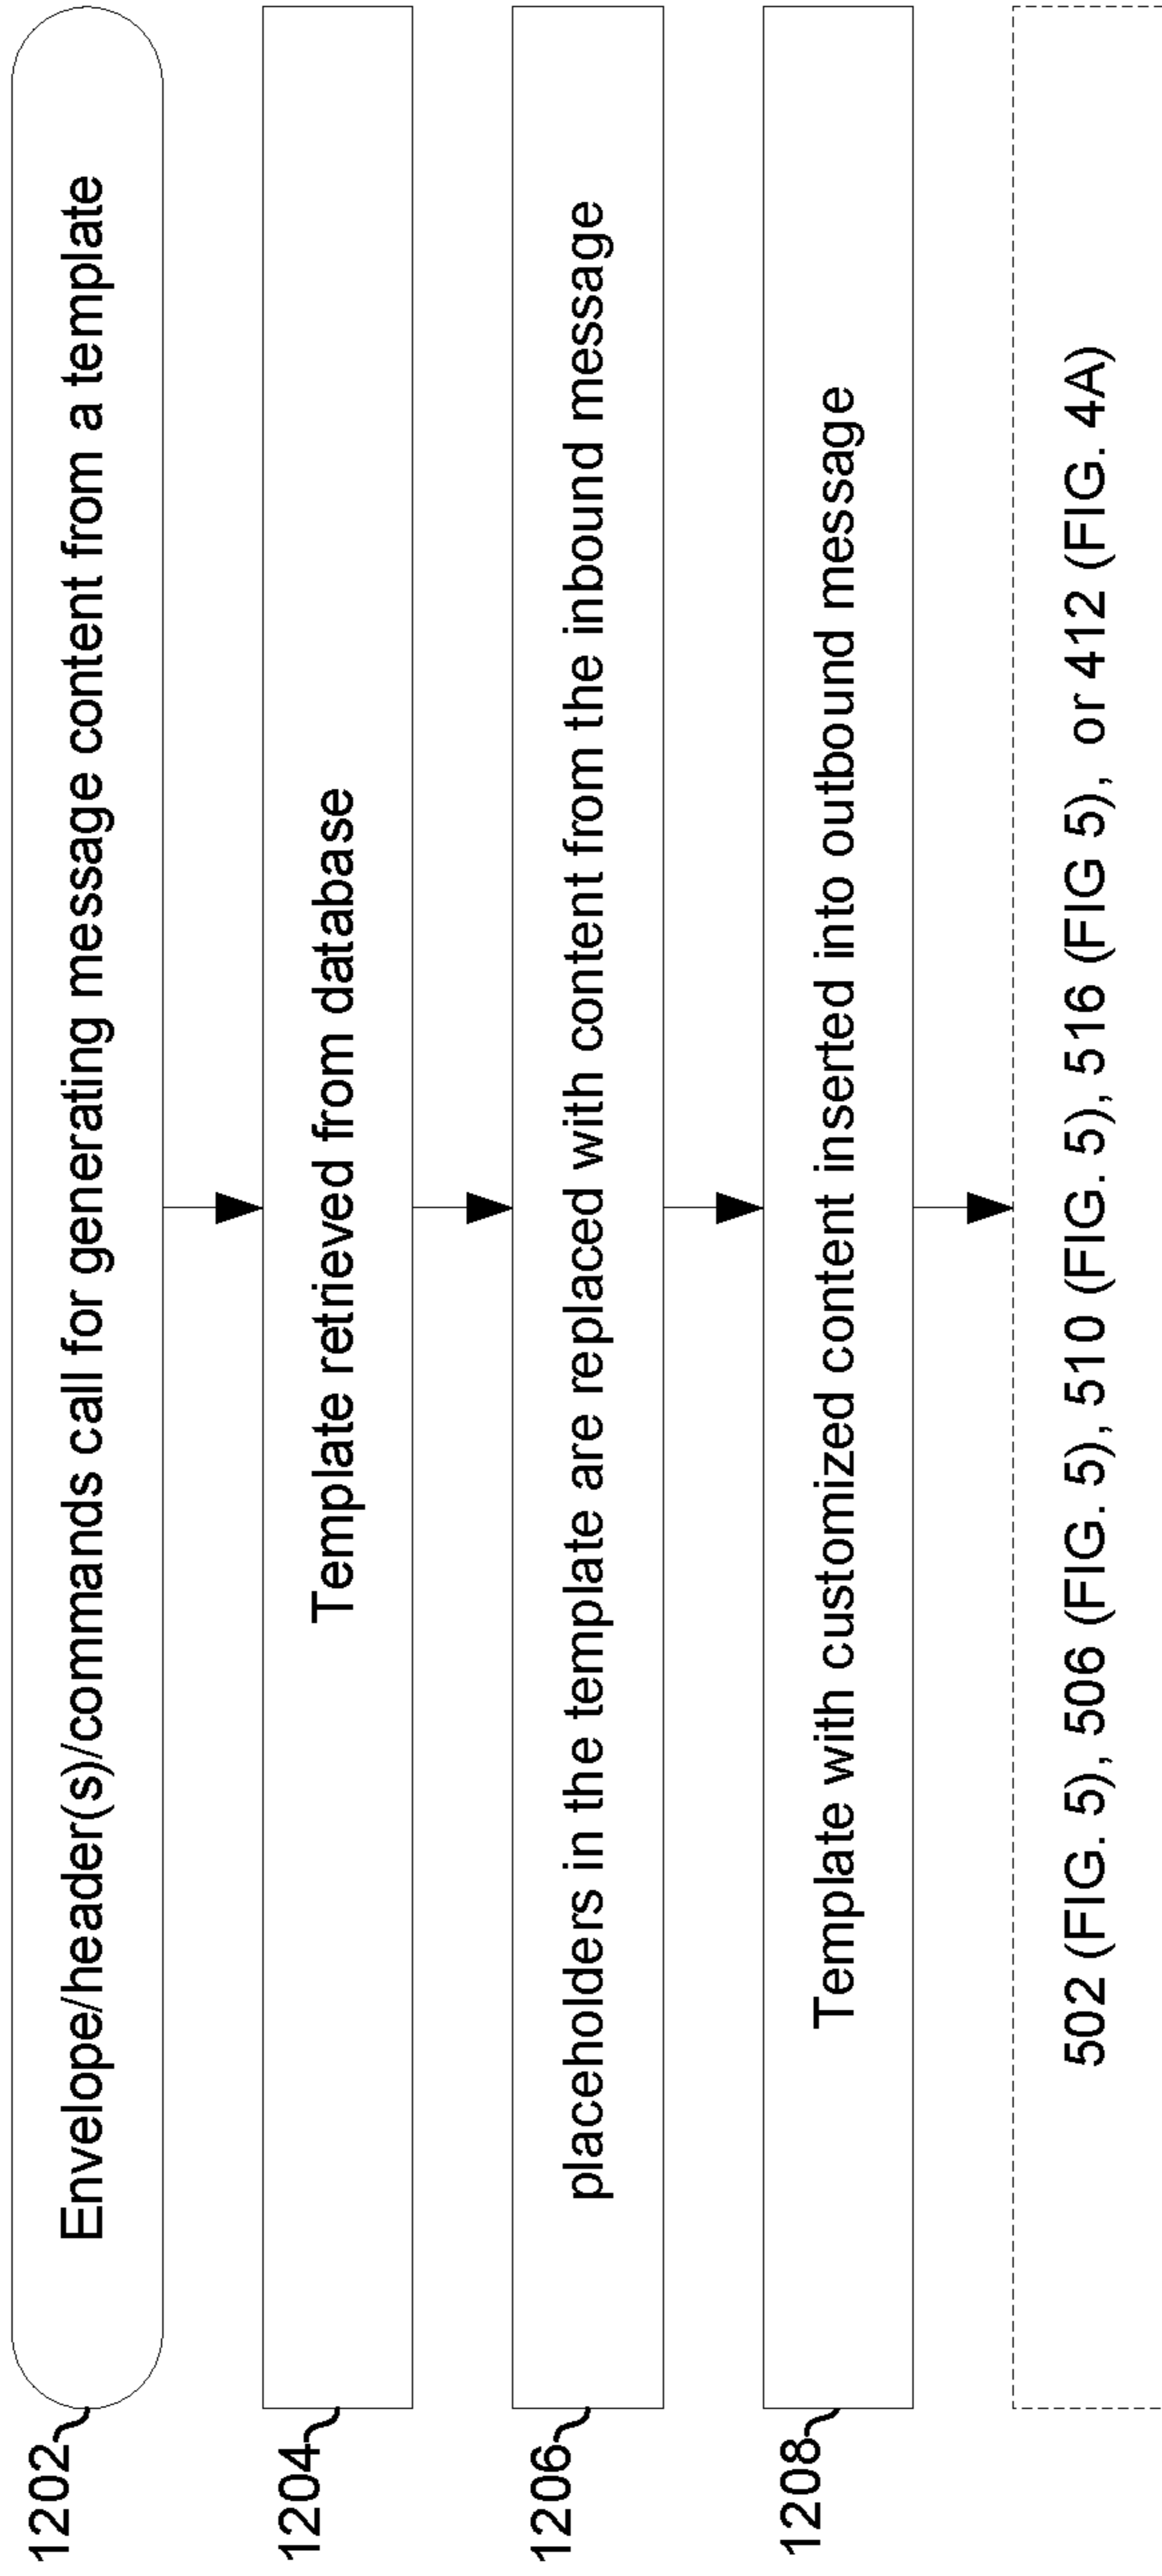 1202
Envelope/header(s)/commands call for generating message content from a template
1204
Template retrieved from database
1206
placeholders in the template are replaced with content from the inbound message
1208
Template with customized content inserted into outbound message
502 (FIG. 5), 506 (FIG. 5), 510 (FIG. 5), 516 (FIG 5), or 412 (FIG. 4A)